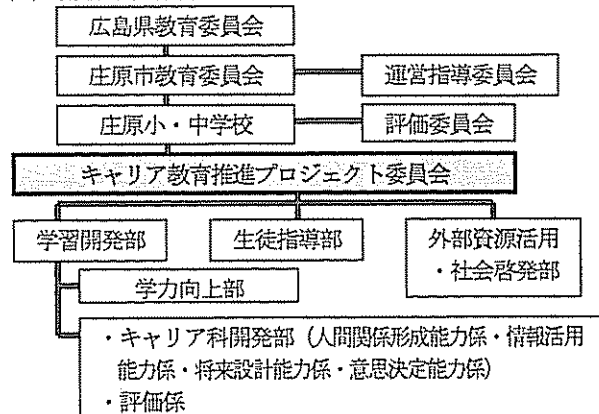 広島県教育委員会
庄原市教育委員会
運営指導委員会
庄原小・中学校
評価委員会
キャリア教育推進プロジェクト委員会
学習開発部
生徒指導部
外部資源活用
・社会啓発部
学力向上部
・キャリア科開発部（人間関係形成能力係・情報活用
能力係・将来設計能力係・意思決定能力係）
・評価係